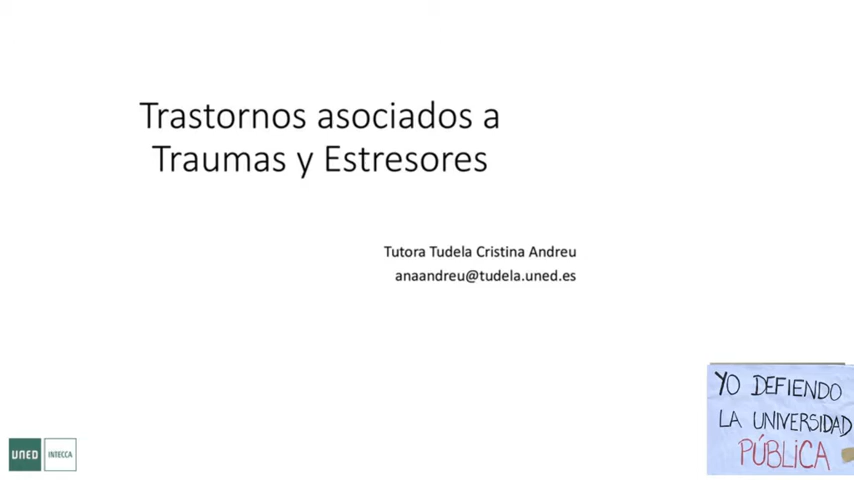 Trastornos asociados a
Traumas y Estresores
Tutora Tudela Cristina Andreu
anaandreu@tudela.uned.es
YO DEFIENDO
LA UNIVERSIDAD
PÚBLICA
UNED INTECCA